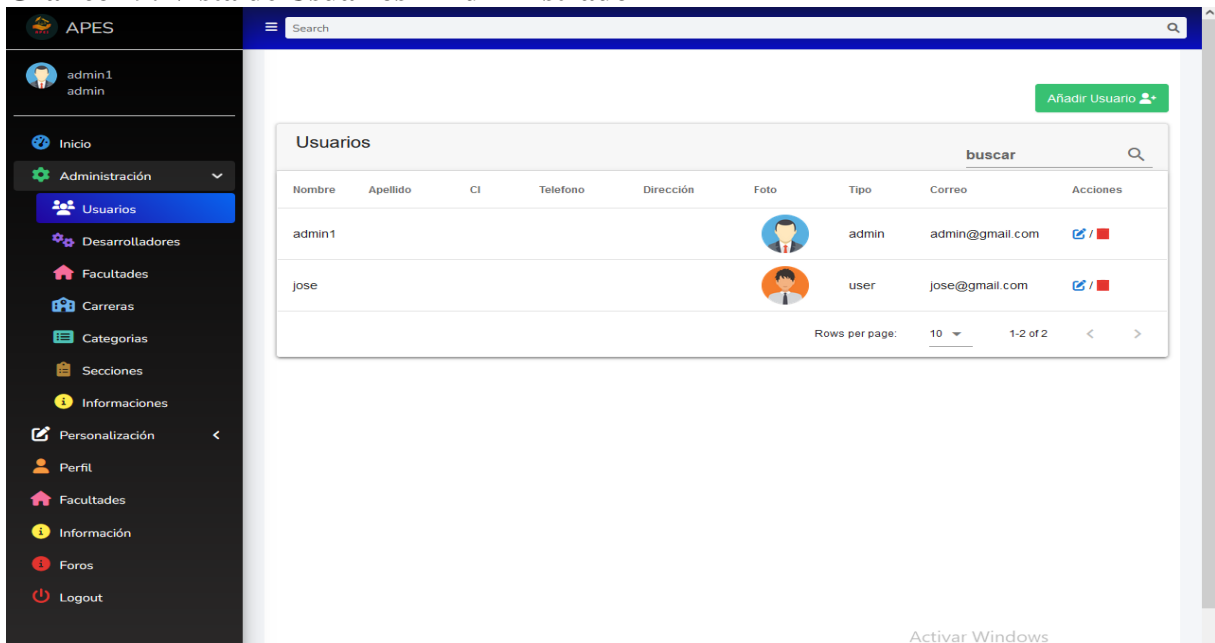 APES
Search
admin1
admin
Añadir Usuario
Inicio
Administración
Usuarios
Desarrolladores
Facultades
Carreras
Categorias
Secciones
Informaciones
Personalización
Perfil
Facultades
Información
Foros
Logout
Usuarios
buscar
Nombre Apellido CI Telefono Dirección Foto Tipo Correo Acciones
admin1 admin admin@gmail.com /
jose user jose@gmail.com /
Rows per page: 10 1-2 of 2 < >
Activar Windows